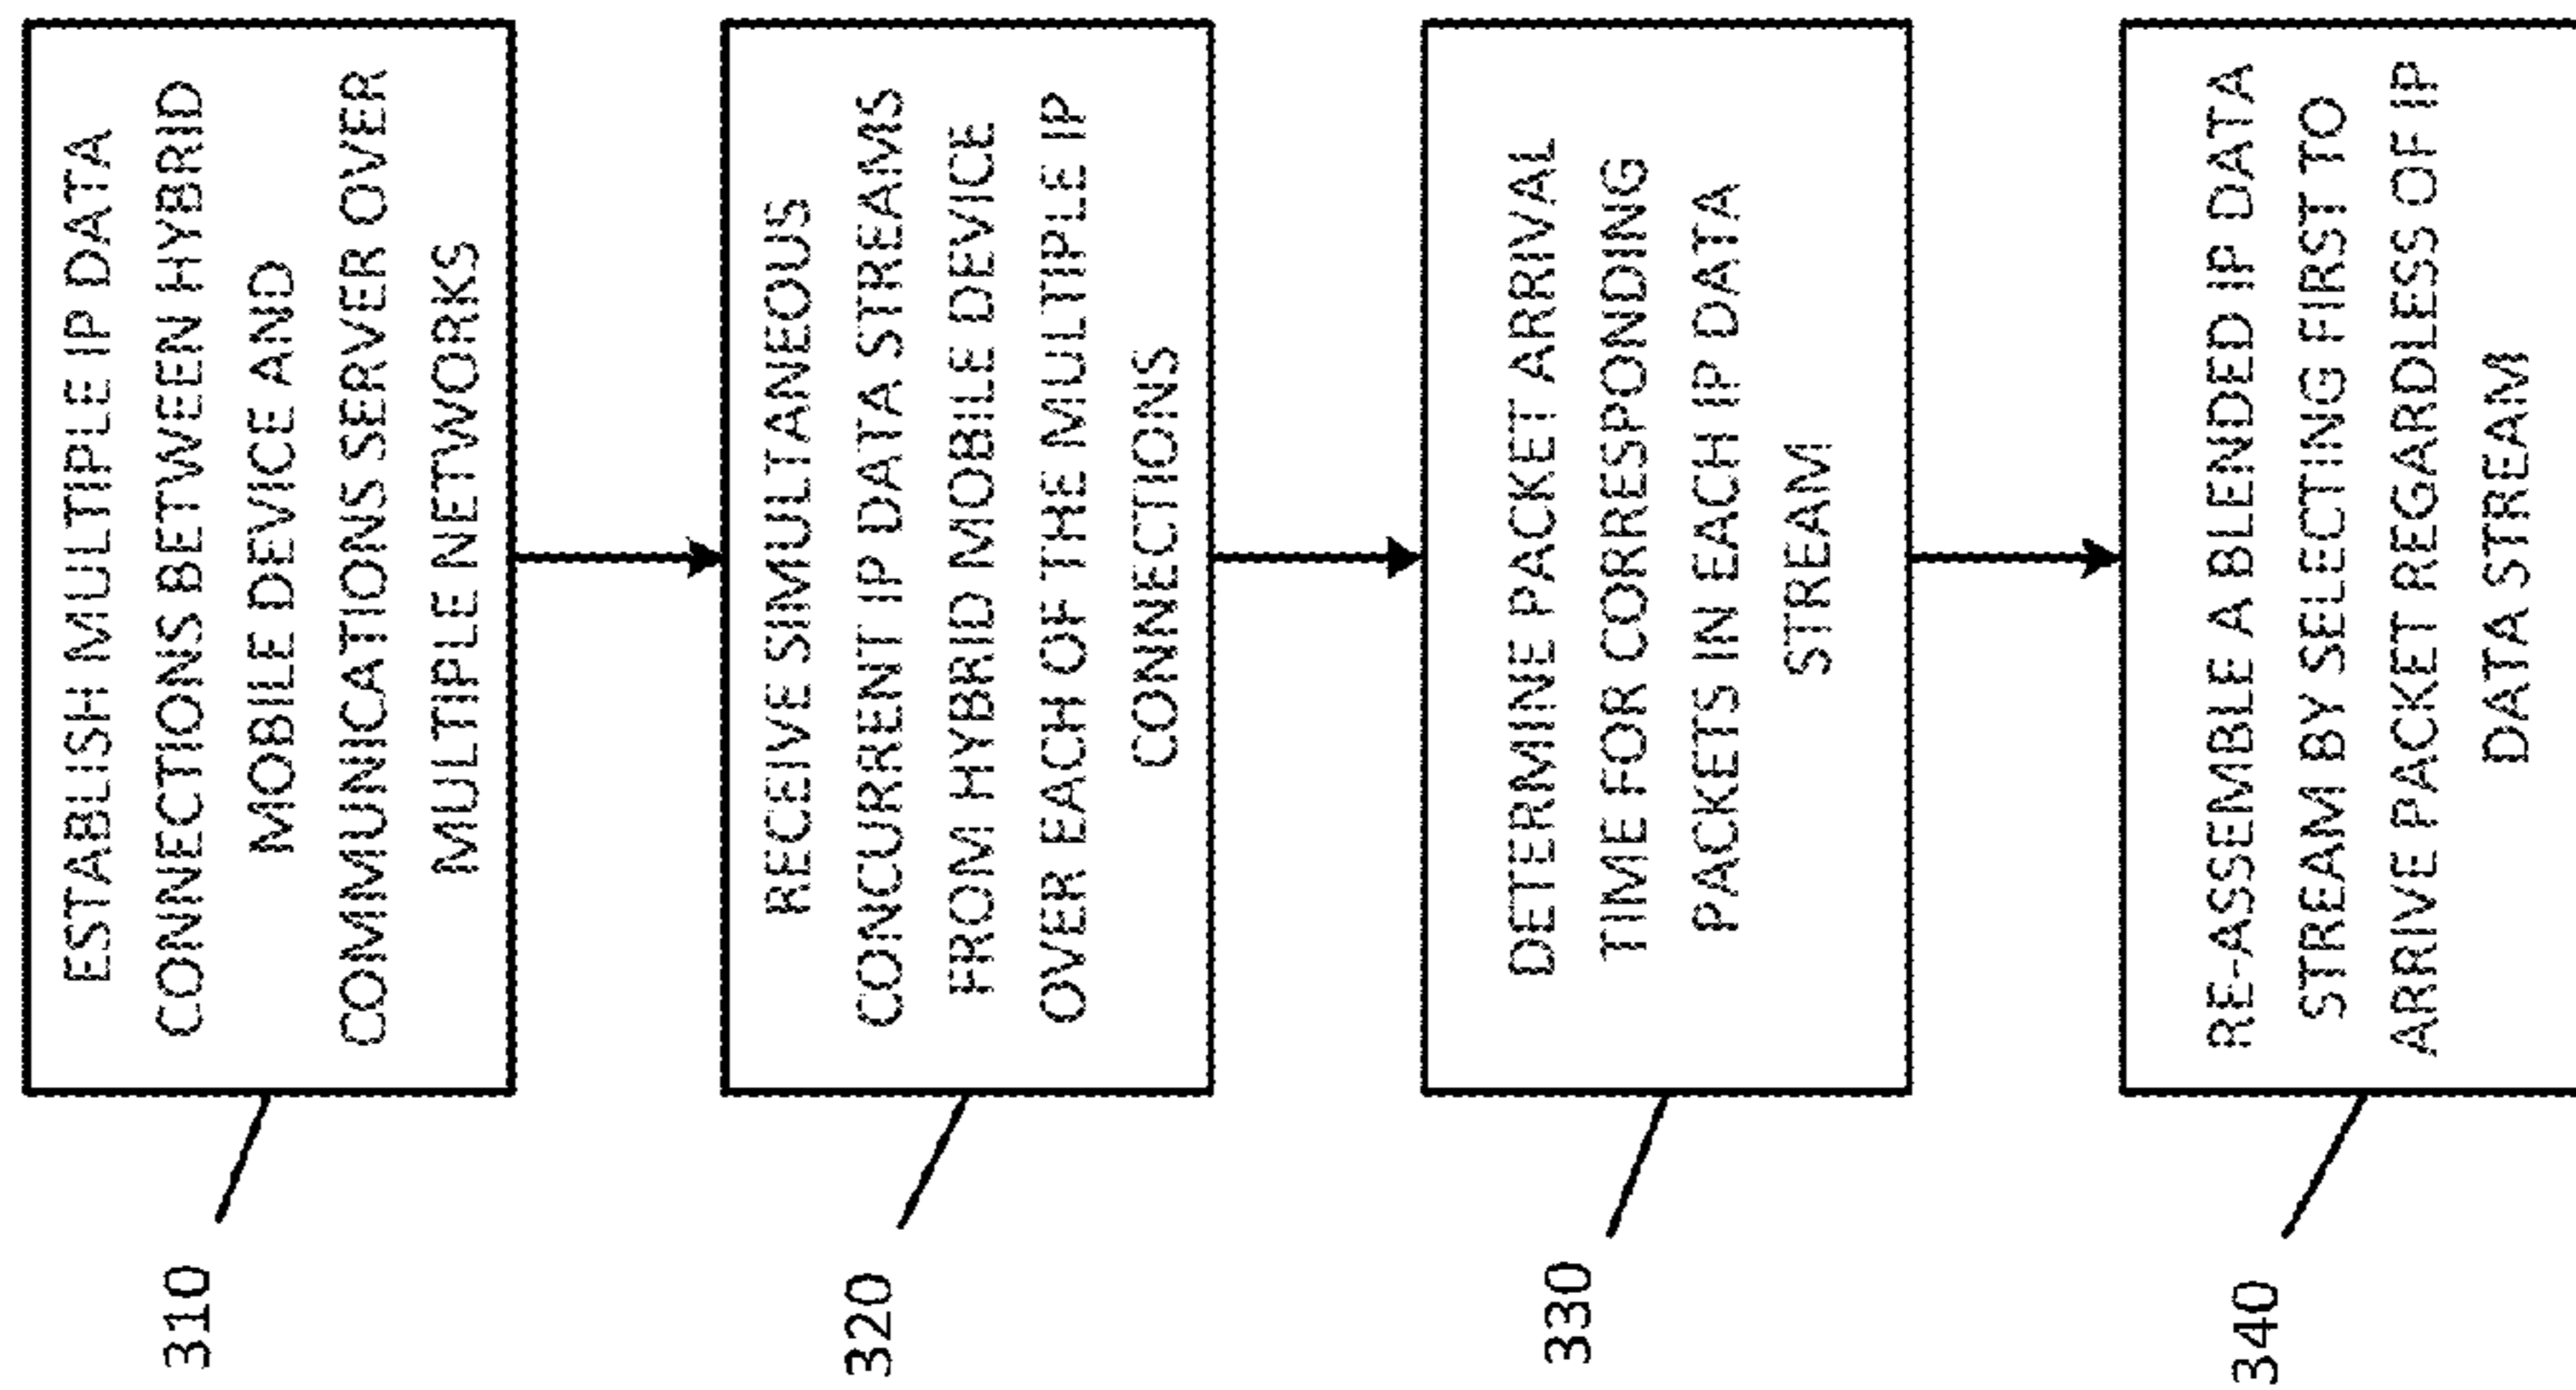 310
ESTABLISH MULTIPLE IP DATA
CONNECTIONS BETWEEN HYBRID
MOBILE DEVICE AND
COMMUNICATIONS SERVER OVER
MULTIPLE NETWORKS
320
RECEIVE SIMULTANEOUS
CONCURRENT IP DATA STREAMS
FROM HYBRID MOBILE DEVICE
OVER EACH OF THE MULTIPLE IP
CONNECTIONS
330
DETERMINE PACKET ARRIVAL
TIME FOR CORRESPONDING
PACKETS IN EACH IP DATA
STREAM
340
RE-ASSEMBLE A BLENDED IP DATA
STREAM BY SELECTING FIRST TO
ARRIVE PACKET REGARDLESS OF IP
DATA STREAM